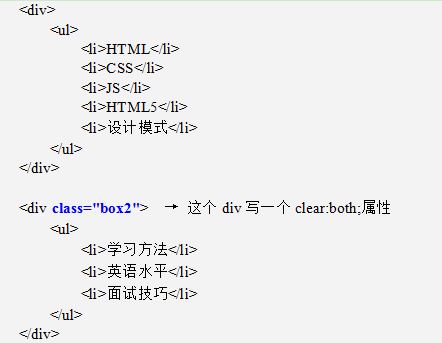 <div>
<ul>
<li>HTML</li>
<li>CSS</li>
<li>JS</li>
<li>HTML5</li>
<li>设计模式</li>
</ul>
</div>
<div class="box2"> → 这个 div 写一个 clear:both;属性
<ul>
<li>学习方法</li>
<li>英语水平</li>
<li>面试技巧</li>
</ul>
</div>